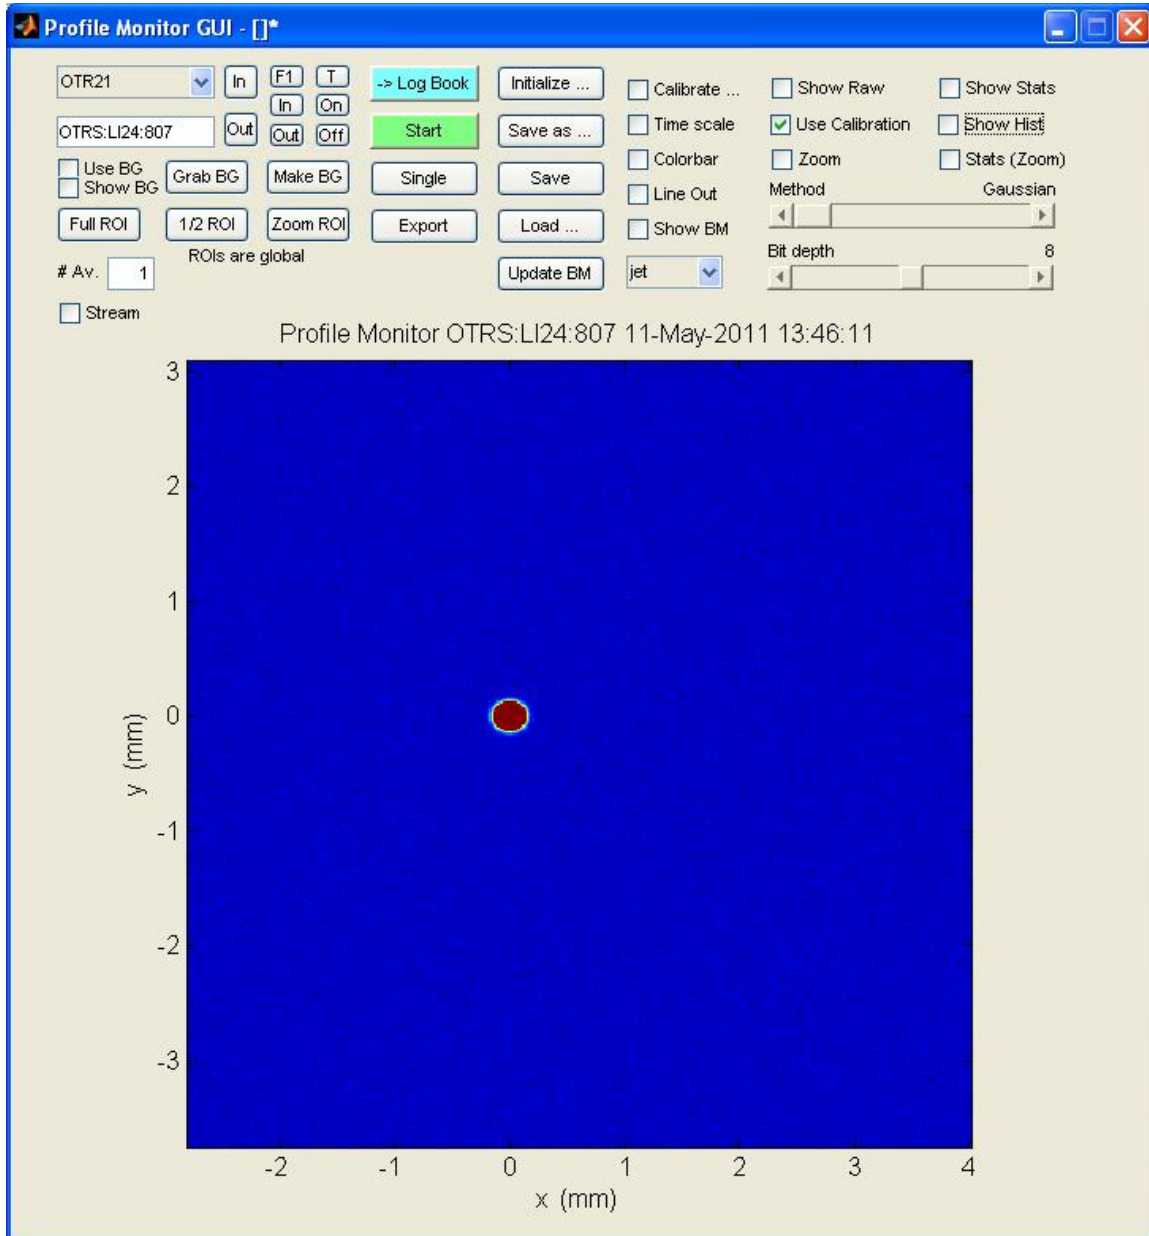 Profile Monitor GUI - []*
OTR21 In F1 T -> Log Book Initialize ... Calibrate ... Show Raw Show Stats
In On
OTRS:LI24:807 Out Out Off Start Save as ... Time scale Use Calibration Show Hist
Use BG Grab BG Make BG Single Save Colorbar Zoom Stats (Zoom)
Show BG
Line Out Method Gaussian
Full ROI 1/2 ROI Zoom ROI Export Load ... Show BM
ROIs are global
Bit depth 8
# Av. 1 Update BM jet
Stream
Profile Monitor OTRS:LI24:807 11-May-2011 13:46:11
3
2
1
0
-1
-2
-3
y (mm)
-2 -1 0 1 2 3 4
x (mm)